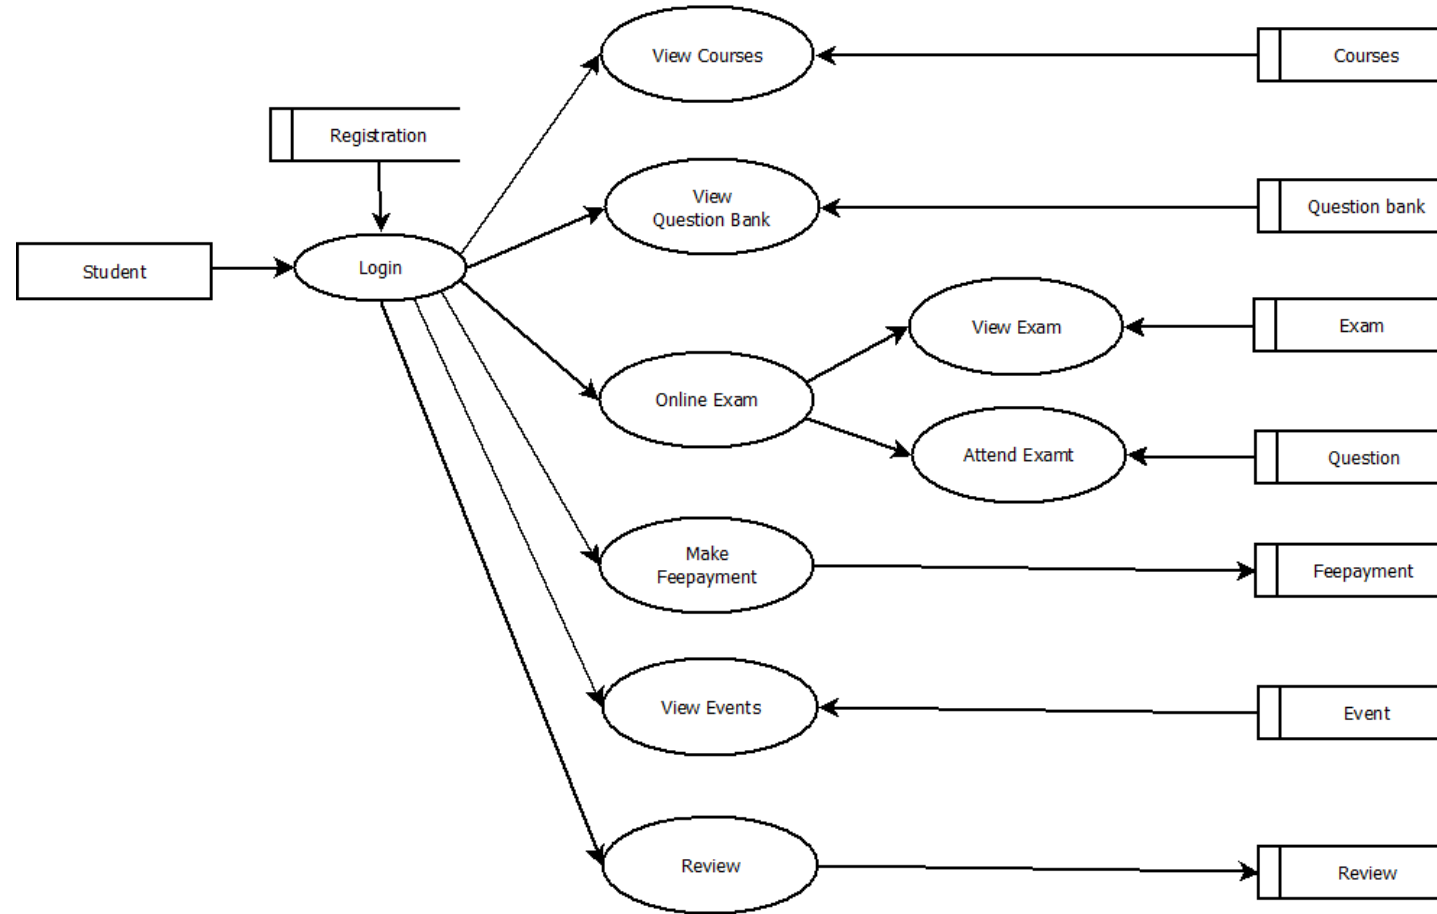 View Courses
Courses
Registration
View
Question Bank
Question bank
Student
Login
View Exam
Exam
Online Exam
Attend Examt
Question
Make
Feepayment
Feepayment
View Events
Event
Review
Review